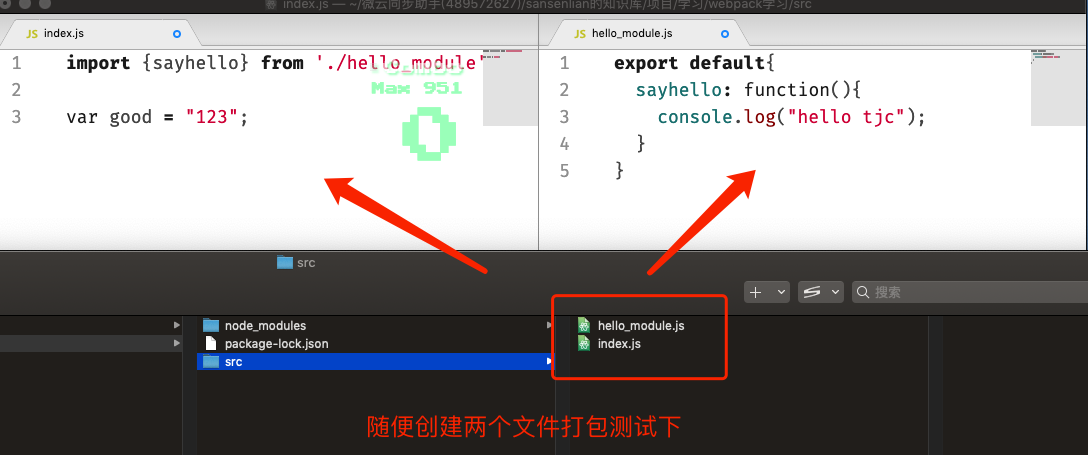 index.js — ~/微云同步助手(489572627)/sansenlian的知识库/项目/学习/webpack学习/src
JS index.js
1 import {sayhello} from './hello_module'
2
3 var good = "123";
Max 951
0
JS hello_module.js
1 export default{
2 sayhello: function(){
3 console.log("hello tjc");
4 }
5 }
src
搜索
node_modules
package-lock.json
src
hello_module.js
index.js
随便创建两个文件打包测试下